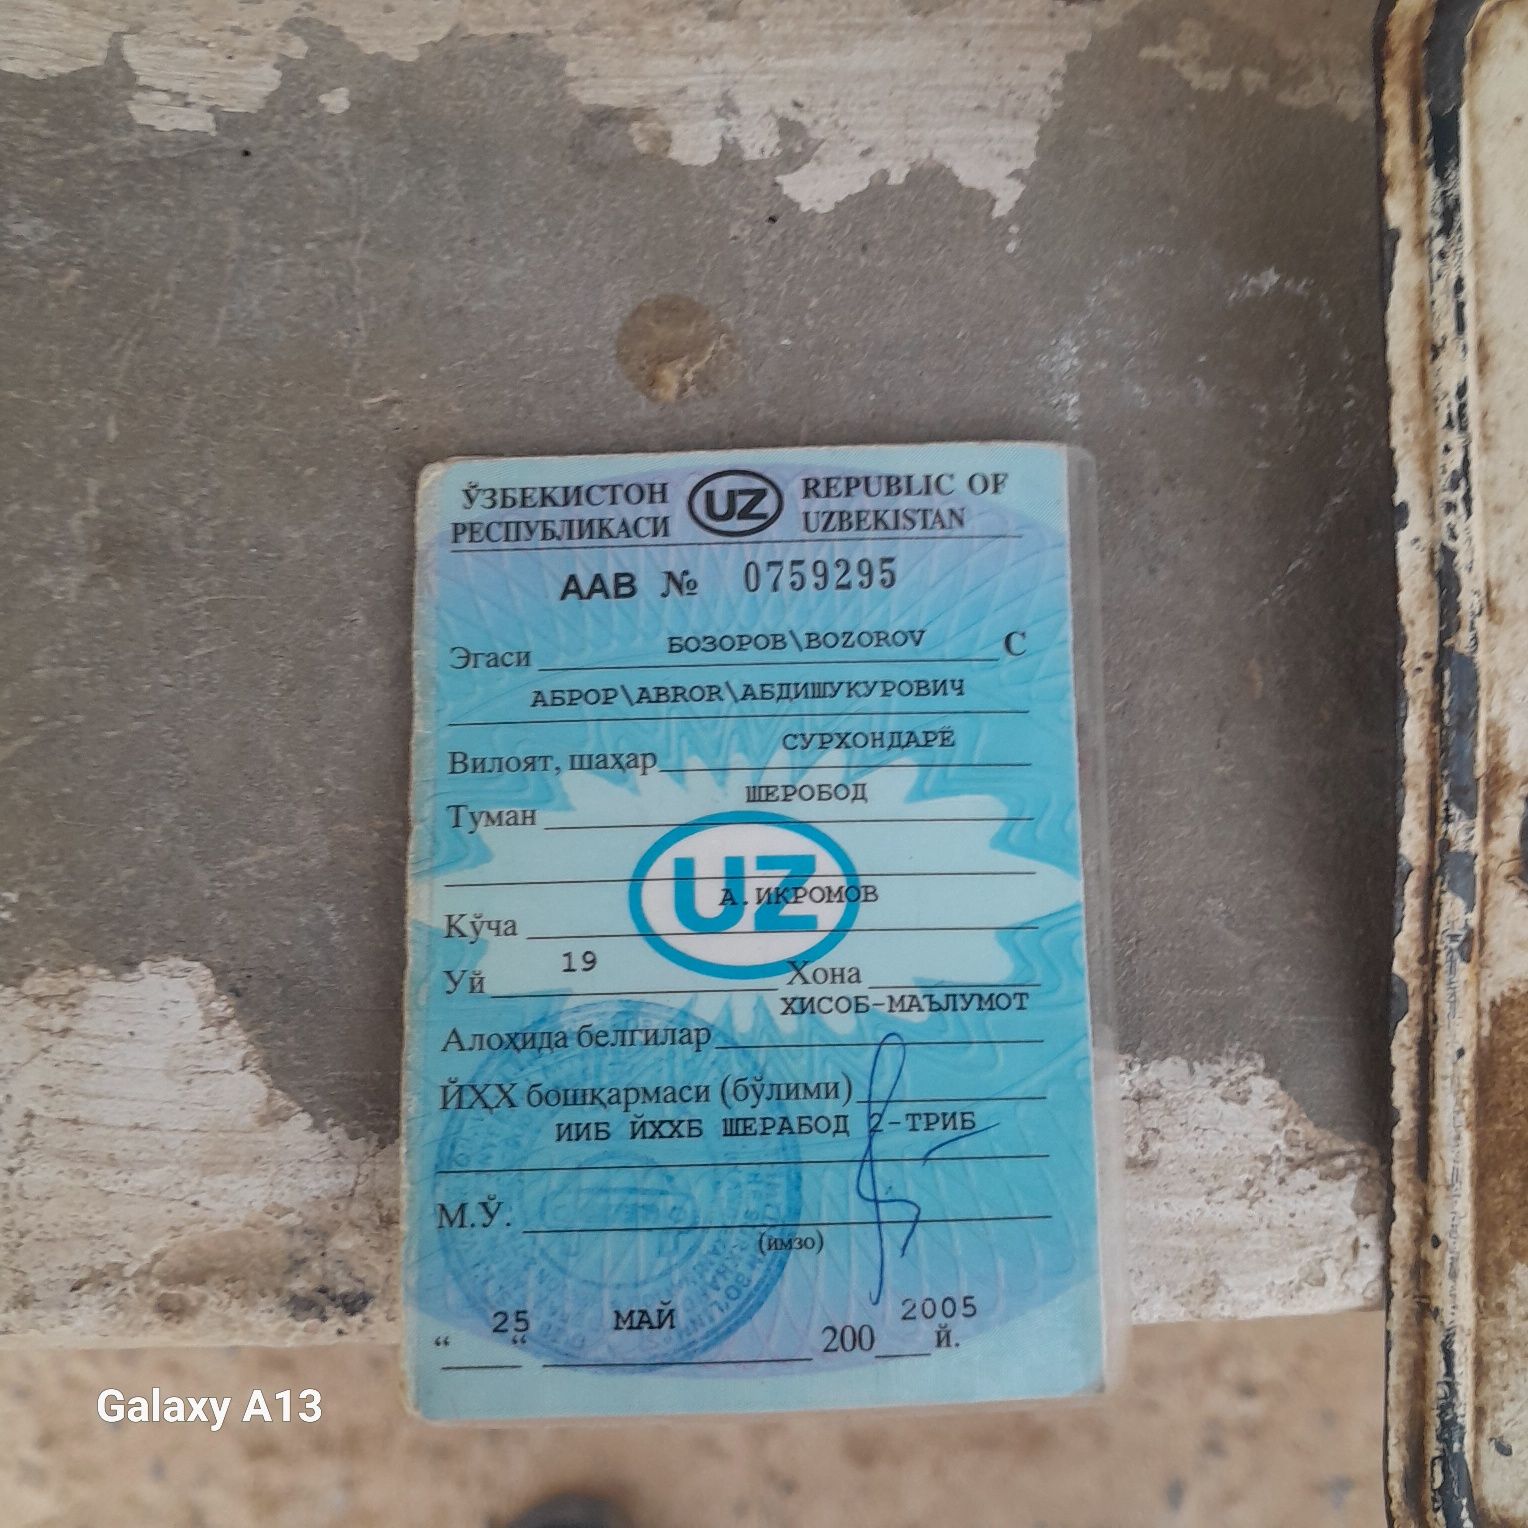 ЎЗБЕКИСТОН РЕСПУБЛИКАСИ
UZ
REPUBLIC OF UZBEKISTAN
ААВ № 0759295
Эгаси БОЗОРОВ\BOZOROV С
АБРОР\ABROR\АБДИШУКУРОВИЧ
Вилоят, шаҳар СУРХОНДАРЁ
Туман ШЕРОБОД
UZ
Кўча А.ИКРОМОВ
Уй 19 Хона
Алоҳида белгилар ХИСОБ-МАЪЛУМОТ
ЙҲХ бошқармаси (бўлими)
ИИБ ЙХХБ ШЕРАБОД 2-ТРИБ
М.Ў.
(имзо)
“ 25 “ МАЙ 200 2005 й.
Galaxy A13